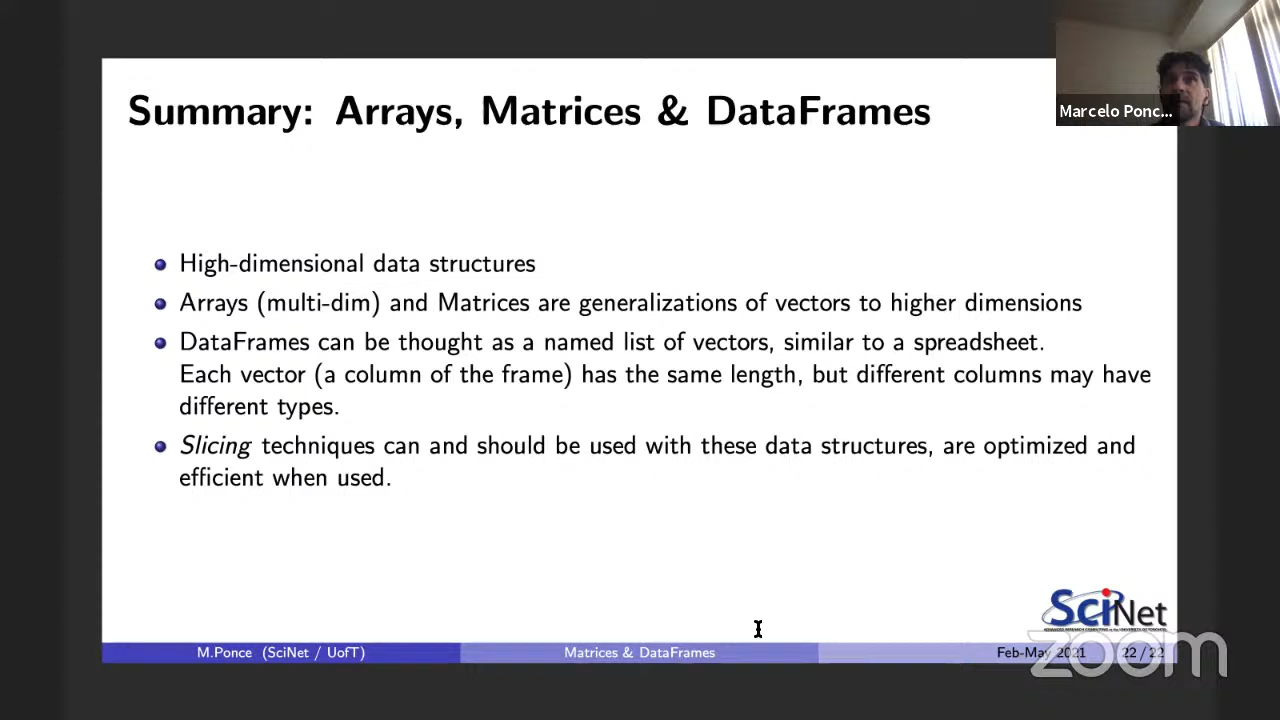 Summary: Arrays, Matrices & DataFrames
Marcelo Ponc...
High-dimensional data structures
Arrays (multi-dim) and Matrices are generalizations of vectors to higher dimensions
DataFrames can be thought as a named list of vectors, similar to a spreadsheet.
Each vector (a column of the frame) has the same length, but different columns may have
different types.
Slicing techniques can and should be used with these data structures, are optimized and
efficient when used.
SciNet
M.Ponce (SciNet / UofT)
Matrices & DataFrames
Feb-May 2021
22 / 22
zoom